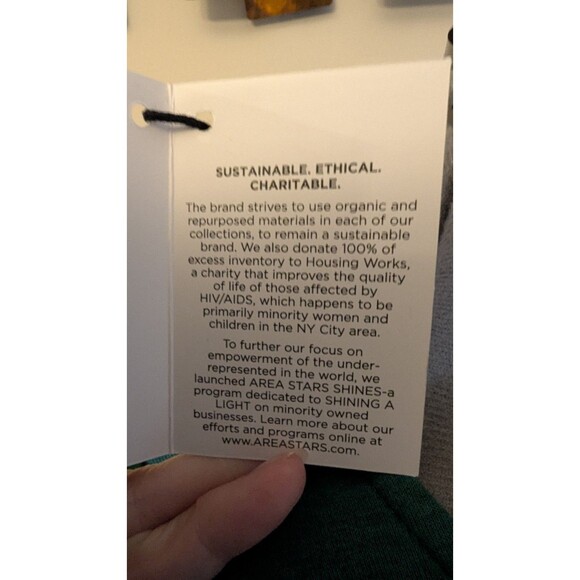 SUSTAINABLE. ETHICAL.
CHARITABLE.
The brand strives to use organic and
repurposed materials in each of our
collections, to remain a sustainable
brand. We also donate 100% of
excess inventory to Housing Works,
a charity that improves the quality
of life of those affected by
HIV/AIDS, which happens to be
primarily minority women and
children in the NY City area.
To further our focus on
empowerment of the under-
represented in the world, we
launched AREA STARS SHINES-a
program dedicated to SHINING A
LIGHT on minority owned
businesses. Learn more about our
efforts and programs online at
www.AREASTARS.com.